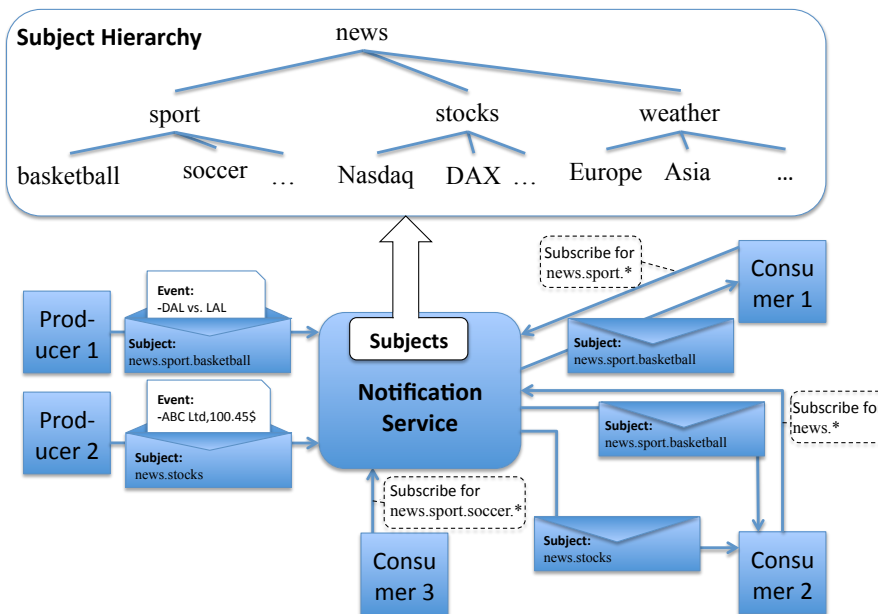 Subject Hierarchy
news
sport
stocks
weather
basketball
soccer
…
Nasdaq
DAX
…
Europe
Asia
...
Subscribe for
news.sport.*
Consu
mer 1
Event:
-DAL vs. LAL
Prod-
ucer 1
Subject:
news.sport.basketball
Subjects
Notification
Service
Subject:
news.sport.basketball
Event:
-ABC Ltd,100.45$
Prod-
ucer 2
Subject:
news.stocks
Subject:
news.sport.basketball
Subscribe fo
news.*
Subscribe for
news.sport.soccer.*
Consu
mer 3
Subject:
news.stocks
Consu
mer 2